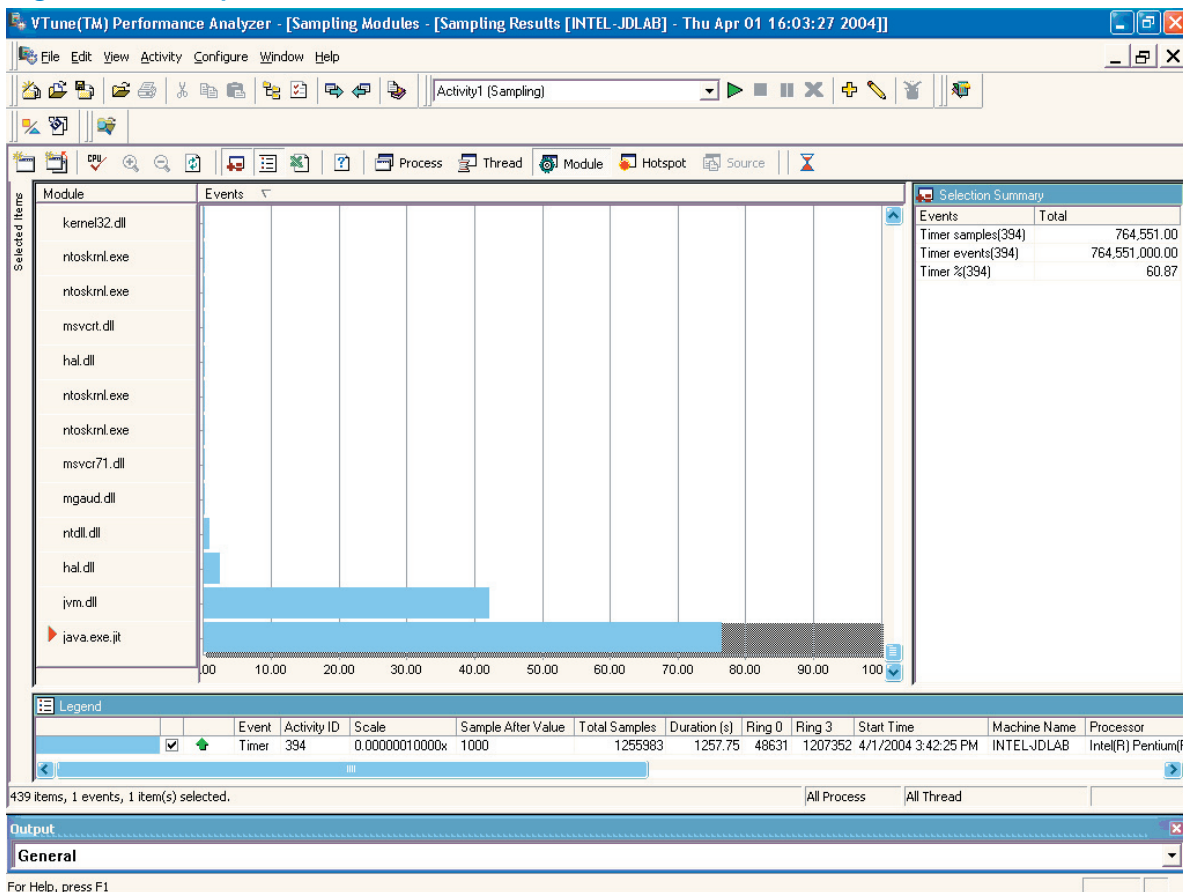 VTune(TM) Performance Analyzer - [Sampling Modules - [Sampling Results [INTEL-JDLAB] - Thu Apr 01 16:03:27 2004]]
File Edit View Activity Configure Window Help
Activity1 (Sampling)
CPU Process Thread Module Hotspot Source
Selected Items
Module Events
kernel32.dll
ntoskrnl.exe
ntoskrnl.exe
msvcrt.dll
hal.dll
ntoskrnl.exe
ntoskrnl.exe
msvcr71.dll
mgaud.dll
ntdll.dll
hal.dll
jvm.dll
java.exe.jit
.00 10.00 20.00 30.00 40.00 50.00 60.00 70.00 80.00 90.00 100
Selection Summary
Events Total
Timer samples(394) 764,551.00
Timer events(394) 764,551,000.00
Timer %(394) 60.87
Legend
Event Activity ID Scale Sample After Value Total Samples Duration (s) Ring 0 Ring 3 Start Time Machine Name Processor
Timer 394 0.00000010000x 1000 1255983 1257.75 48631 1207352 4/1/2004 3:42:25 PM INTEL-JDLAB Intel(R) Pentium(
439 items, 1 events, 1 item(s) selected. All Process All Thread
Output
General
For Help, press F1